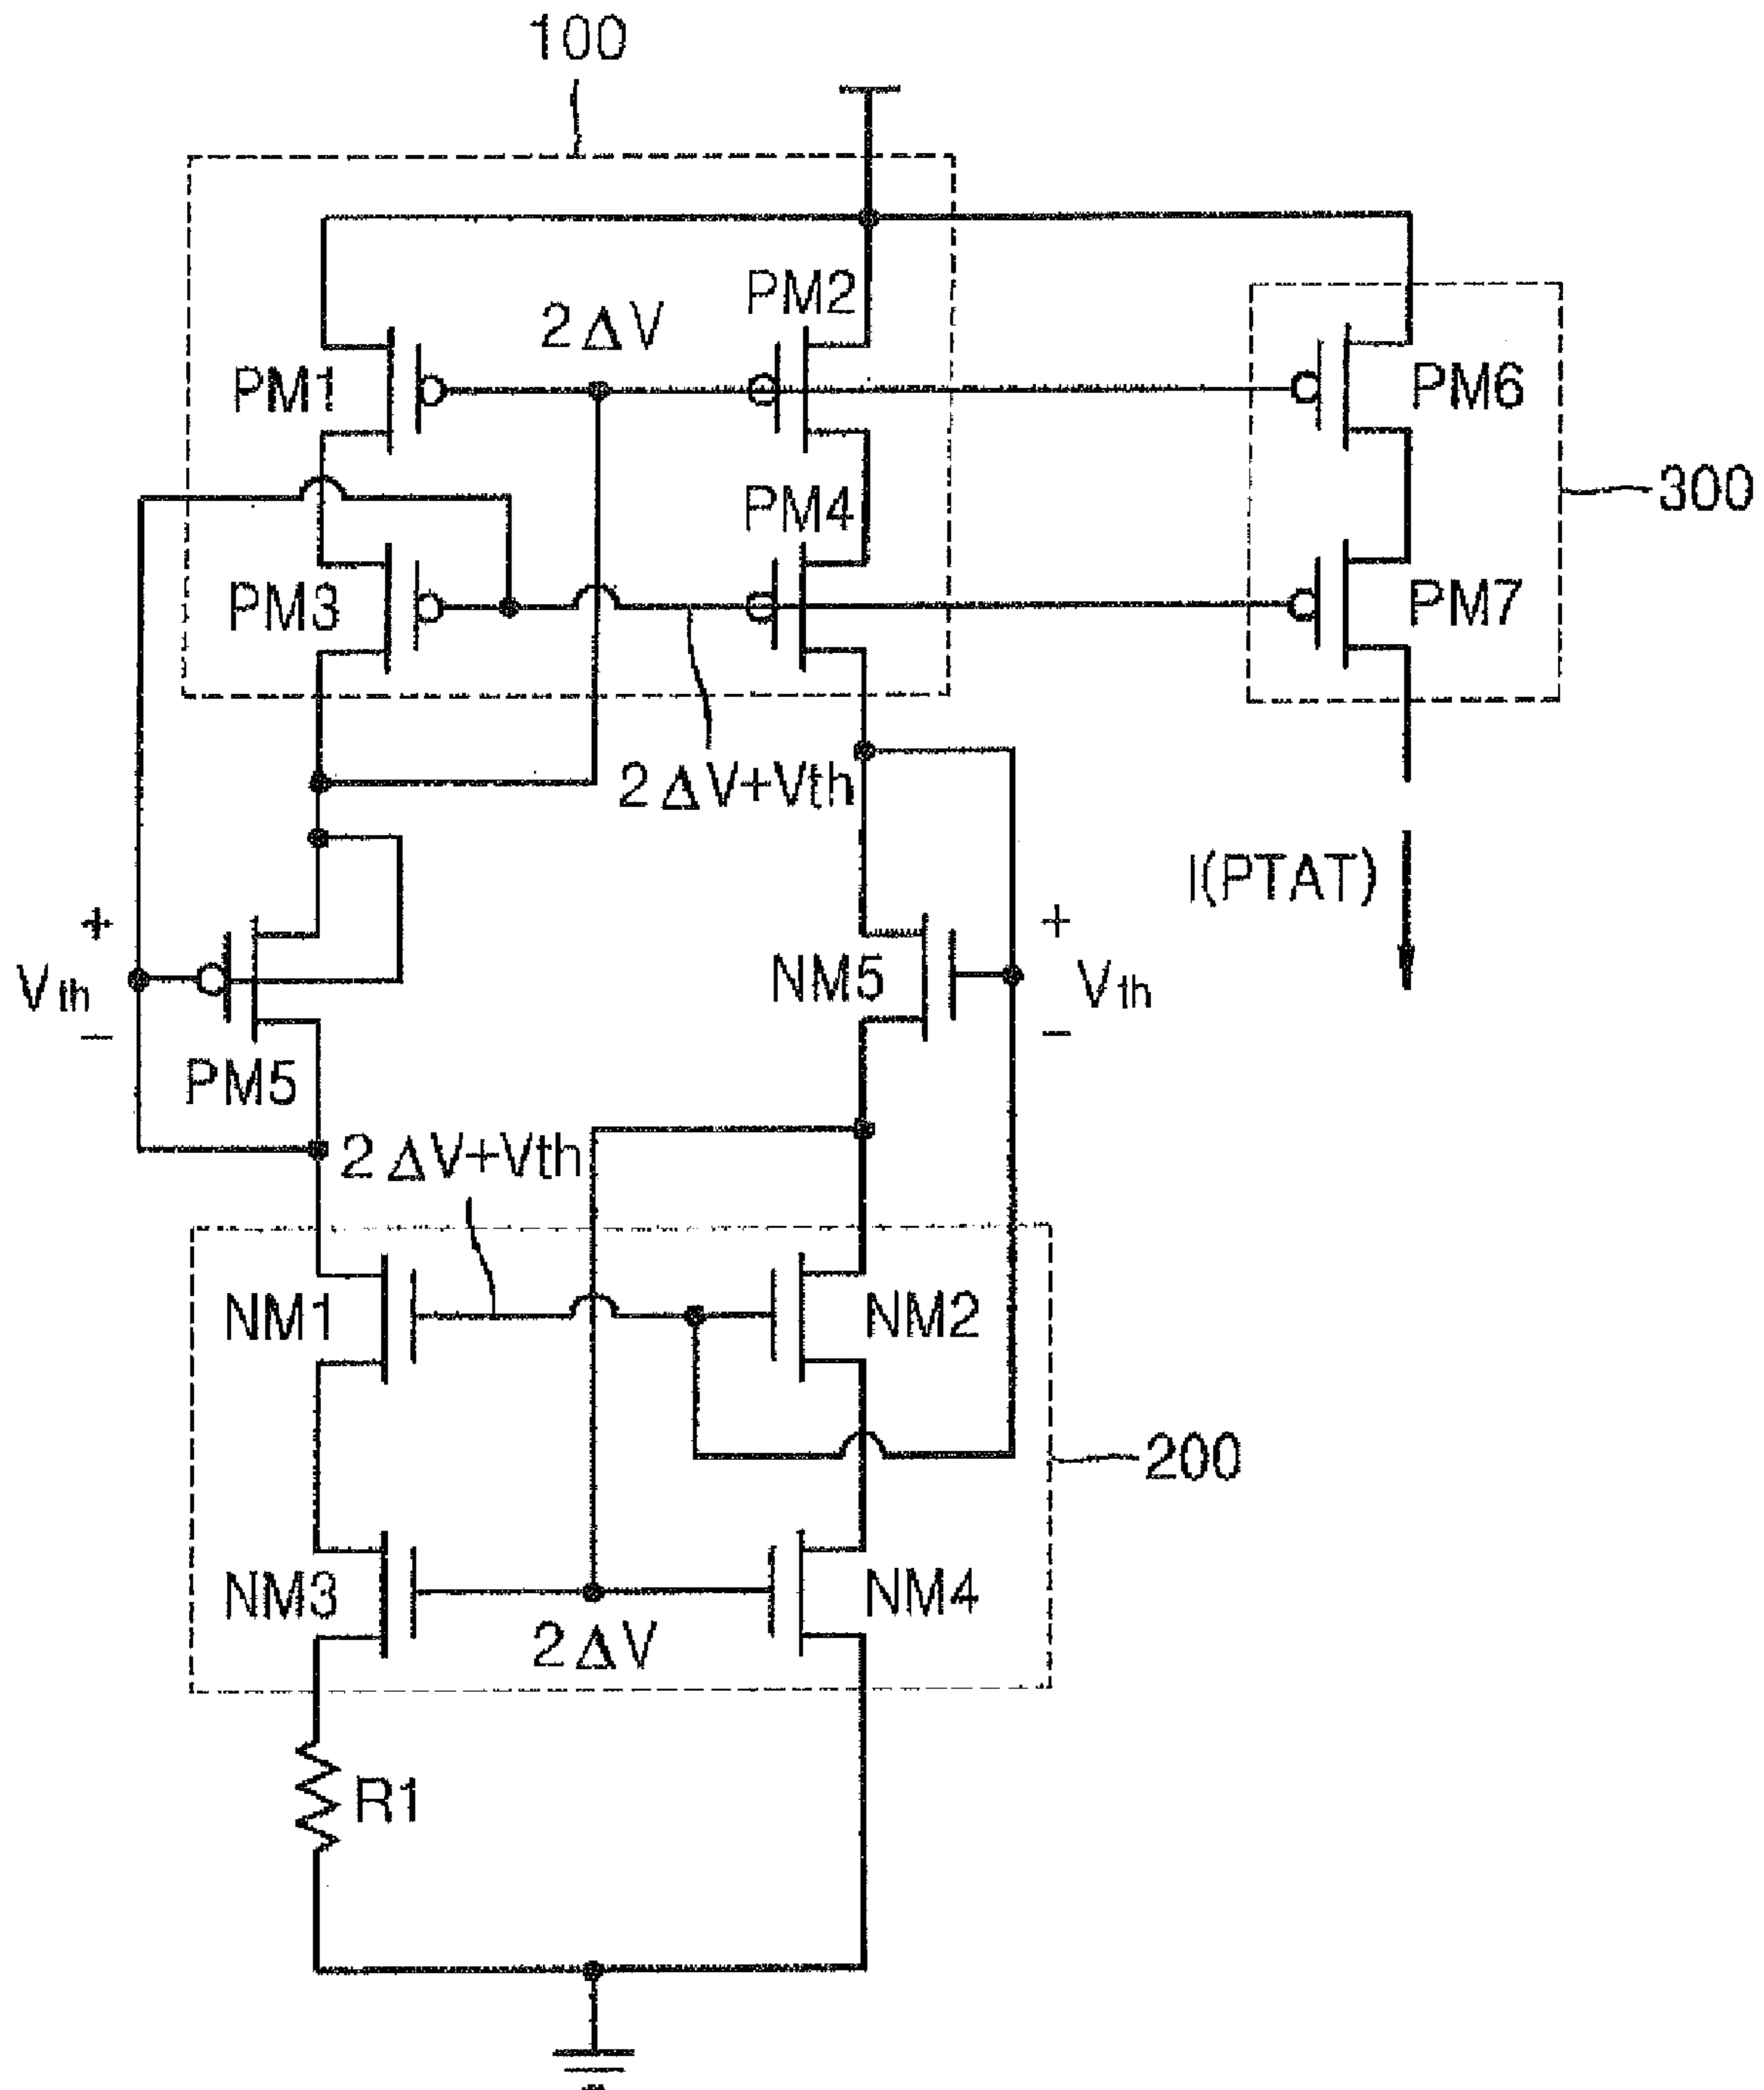 100
PM2
2ΔV
PM1
PM6
300
PM4
PM3
PM7
2ΔV+Vth
I(PTAT)
+
Vth
−
PM5
NM5
+
Vth
−
2ΔV+Vth
NM1
NM2
200
NM3
NM4
2ΔV
R1